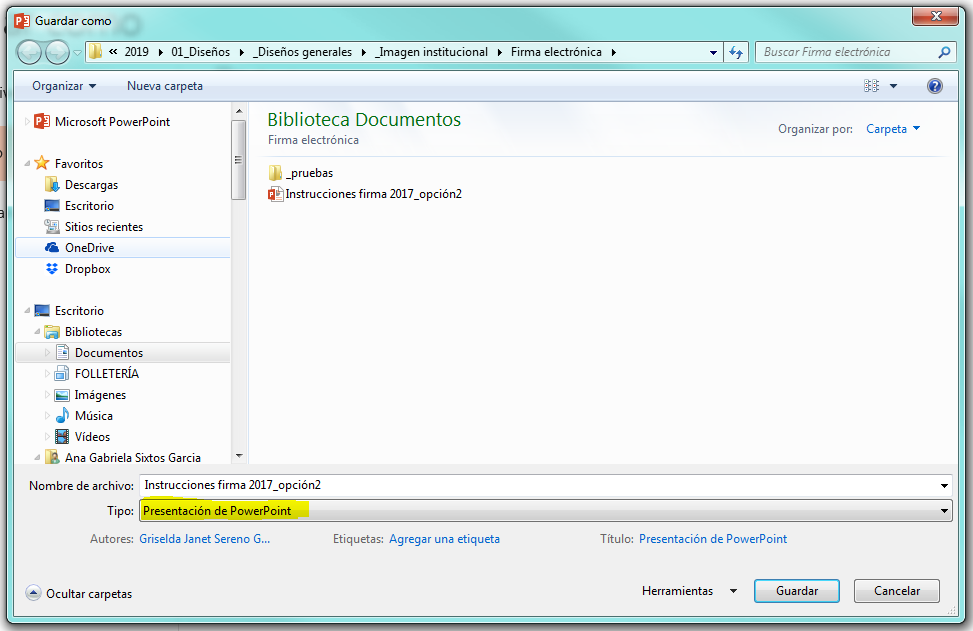 Guardar como
« 2019 ▸ 01_Diseños ▸ _Diseños generales ▸ _Imagen institucional ▸ Firma electrónica ▸
Buscar Firma electrónica
Organizar
Nueva carpeta
Microsoft PowerPoint
Favoritos
Descargas
Escritorio
Sitios recientes
OneDrive
Dropbox
Escritorio
Bibliotecas
Documentos
FOLLETERÍA
Imágenes
Música
Vídeos
Ana Gabriela Sixtos Garcia
Biblioteca Documentos
Firma electrónica
Organizar por: Carpeta
_pruebas
Instrucciones firma 2017_opción2
Nombre de archivo: Instrucciones firma 2017_opción2
Tipo: Presentación de PowerPoint
Autores: Griselda Janet Sereno G... Etiquetas: Agregar una etiqueta Título: Presentación de PowerPoint
Ocultar carpetas
Herramientas
Guardar
Cancelar